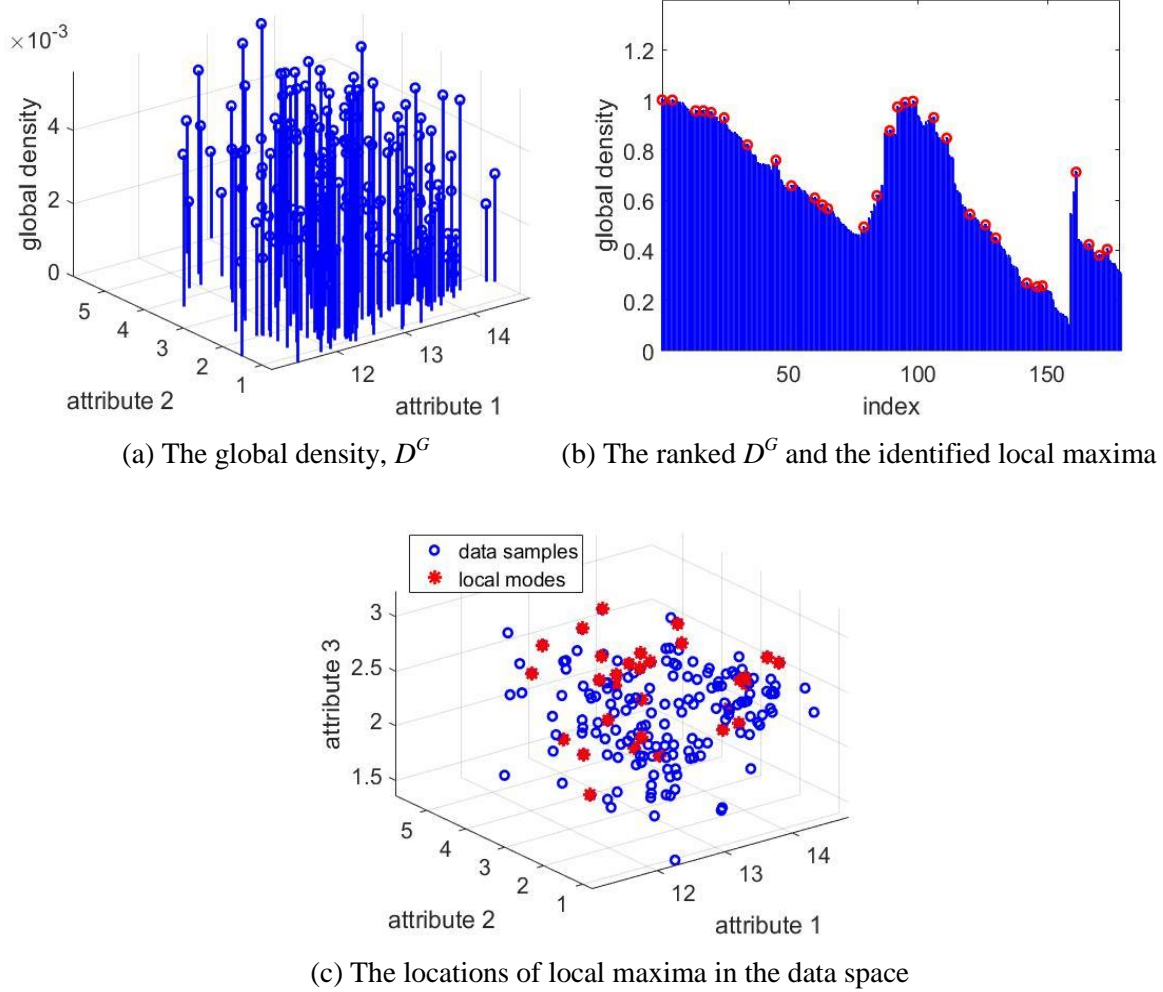 ×10⁻³
4
2
0
global density
5
4
3
2
1
attribute 2
12
13
14
attribute 1
(a) The global density, D^G
1.2
1
0.8
0.6
0.4
0.2
0
global density
50
100
150
index
(b) The ranked D^G and the identified local maxima
data samples
local modes
3
2.5
2
1.5
attribute 3
5
4
3
2
1
attribute 2
12
13
14
attribute 1
(c) The locations of local maxima in the data space